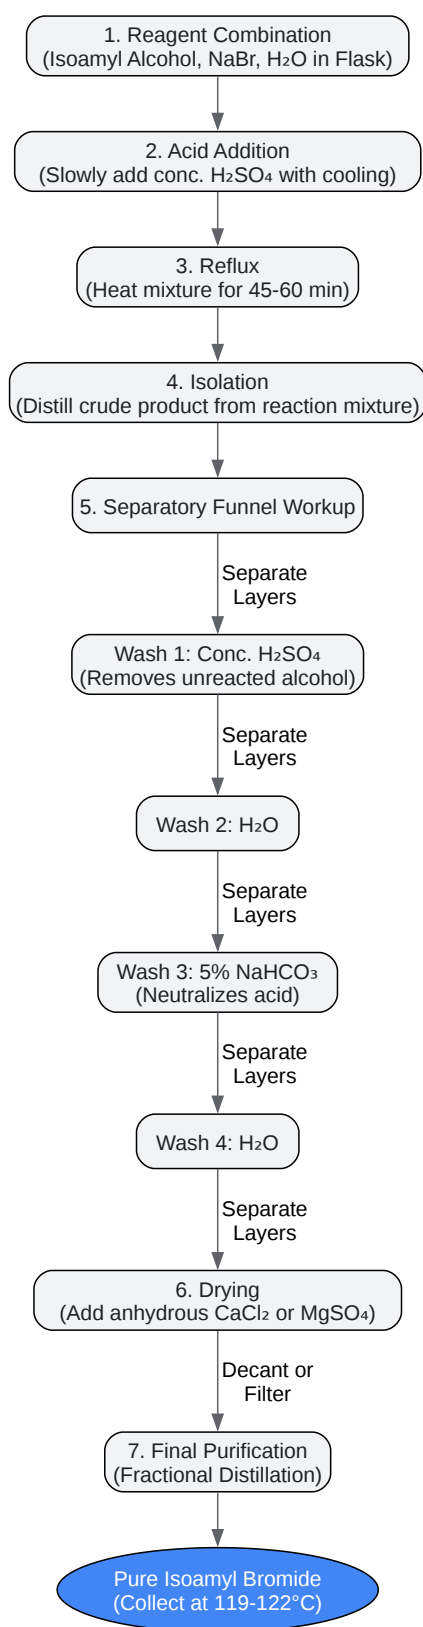 1. Reagent Combination
(Isoamyl Alcohol, NaBr, H₂O in Flask)
2. Acid Addition
(Slowly add conc. H₂SO₄ with cooling)
3. Reflux
(Heat mixture for 45-60 min)
4. Isolation
(Distill crude product from reaction mixture)
5. Separatory Funnel Workup
Separate
Layers
Wash 1: Conc. H₂SO₄
(Removes unreacted alcohol)
Separate
Layers
Wash 2: H₂O
Separate
Layers
Wash 3: 5% NaHCO₃
(Neutralizes acid)
Separate
Layers
Wash 4: H₂O
Separate
Layers
6. Drying
(Add anhydrous CaCl₂ or MgSO₄)
Decant or
Filter
7. Final Purification
(Fractional Distillation)
Pure Isoamyl Bromide
(Collect at 119-122°C)